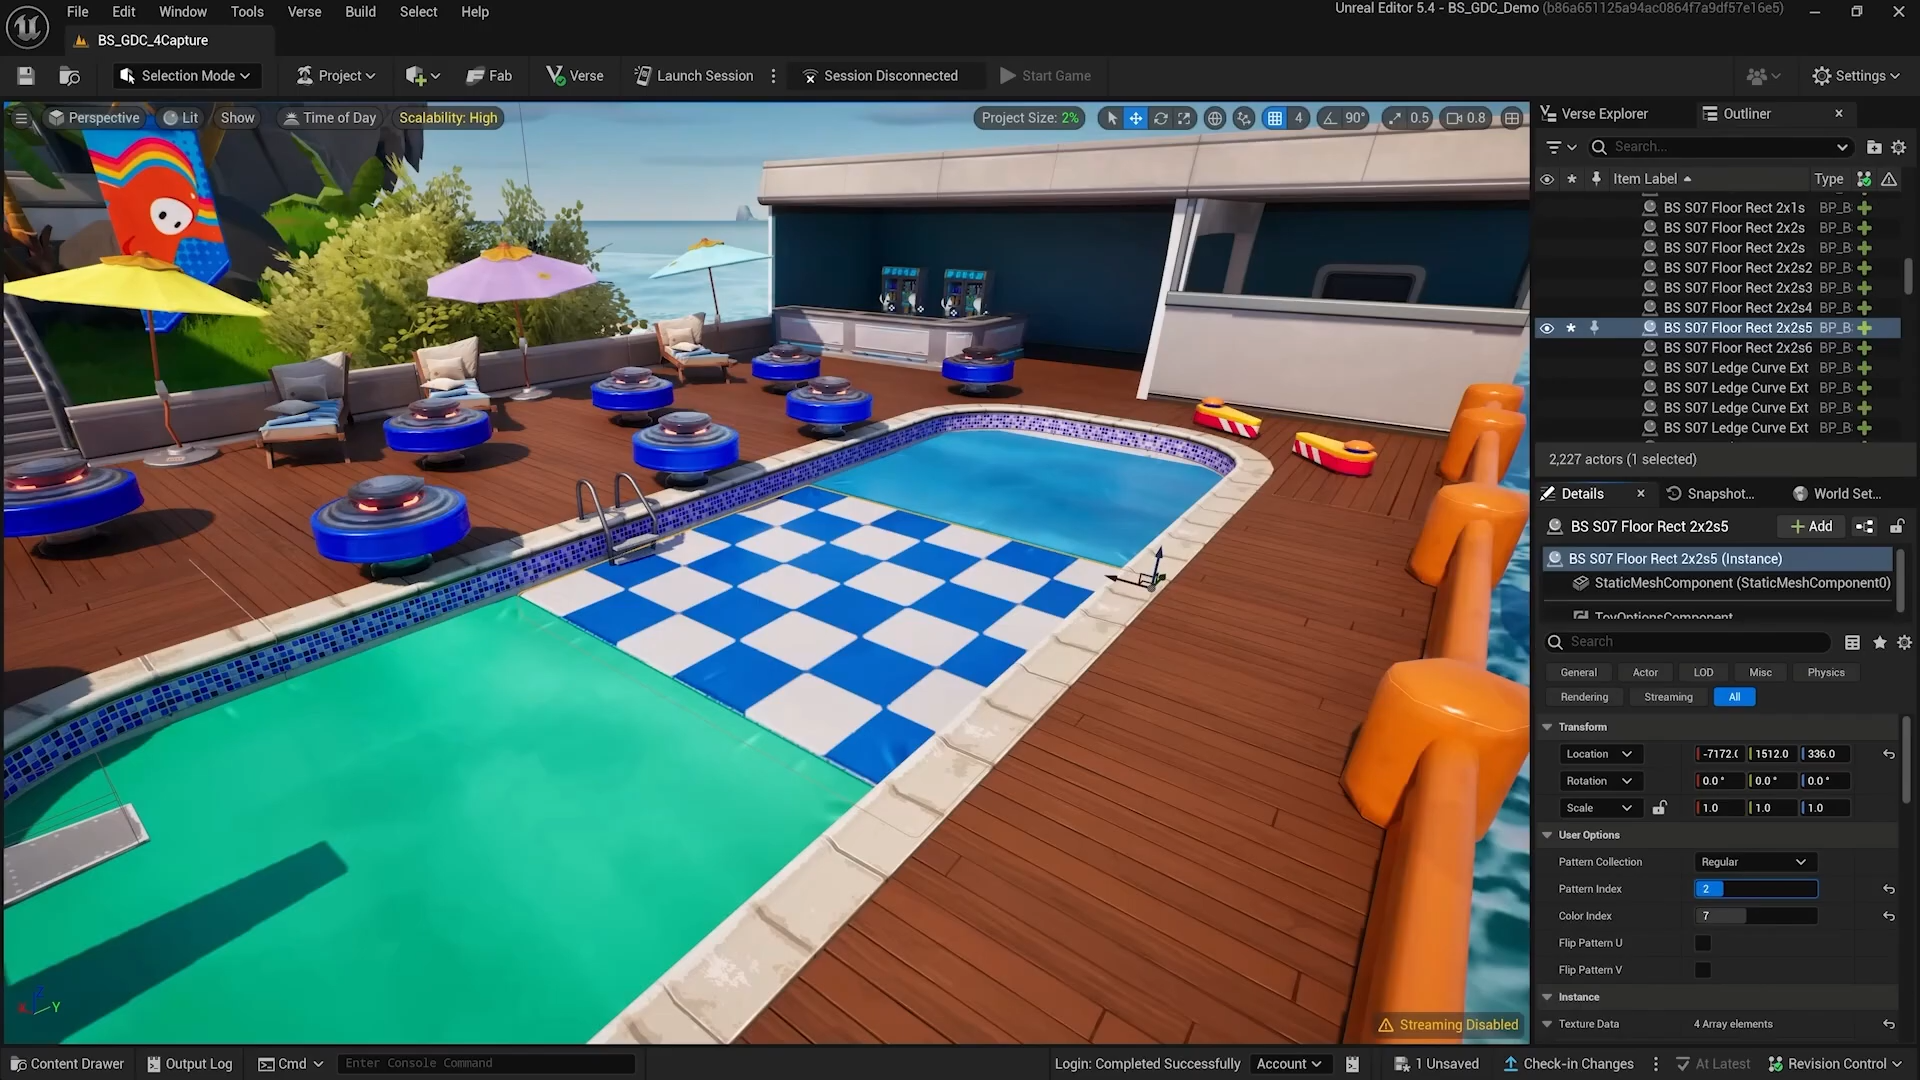 File Edit Window Tools Verse Build Select Help
Unreal Editor 5.4 - BS_GDC_Demo (b86a651125a94ac0864f7a9df57e16e5)
BS_GDC_4Capture
Selection Mode Project Fab Verse Launch Session Session Disconnected Start Game Settings
Perspective Lit Show Time of Day Scalability: High Project Size: 2% 4 90° 0.5 0.8
Verse Explorer Outliner
Search...
Item Label Type
BS S07 Floor Rect 2x1s BP_B
BS S07 Floor Rect 2x2s BP_B
BS S07 Floor Rect 2x2s BP_B
BS S07 Floor Rect 2x2s2 BP_B
BS S07 Floor Rect 2x2s3 BP_B
BS S07 Floor Rect 2x2s4 BP_B
BS S07 Floor Rect 2x2s5 BP_B
BS S07 Floor Rect 2x2s6 BP_B
BS S07 Ledge Curve Ext BP_B
BS S07 Ledge Curve Ext BP_B
BS S07 Ledge Curve Ext BP_B
BS S07 Ledge Curve Ext BP_B
2,227 actors (1 selected)
Details Snapshot... World Set...
BS S07 Floor Rect 2x2s5 Add
BS S07 Floor Rect 2x2s5 (Instance)
StaticMeshComponent (StaticMeshComponent0)
ToyOptionsComponent
Search
General Actor LOD Misc Physics
Rendering Streaming All
Transform
Location -7172.( 1512.0 336.0
Rotation 0.0° 0.0° 0.0°
Scale 1.0 1.0 1.0
User Options
Pattern Collection Regular
Pattern Index 2
Color Index 7
Flip Pattern U
Flip Pattern V
Instance
Texture Data 4 Array elements
X Y
Streaming Disabled
Content Drawer Output Log Cmd Enter Console Command Login: Completed Successfully Account 1 Unsaved Check-in Changes At Latest Revision Control